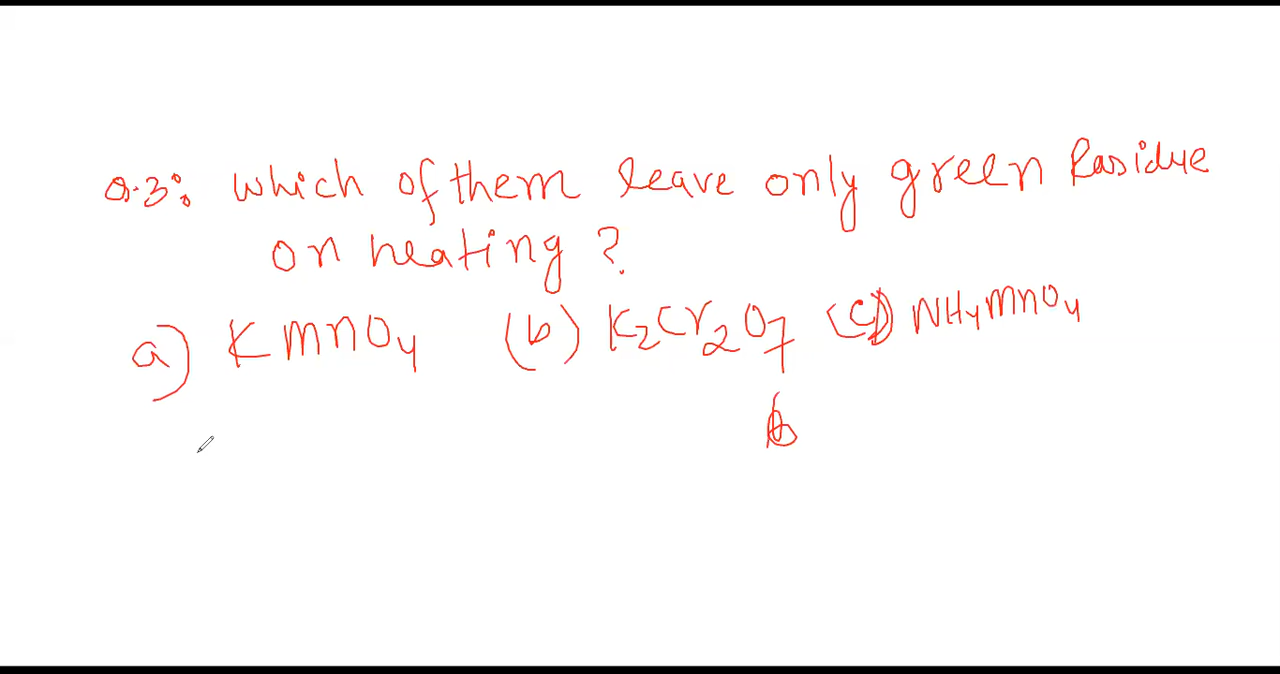 Q.3: which of them leave only green Residue
on heating ?
a) KMnO4 (b) K2Cr2O7 (c) NH4MnO4